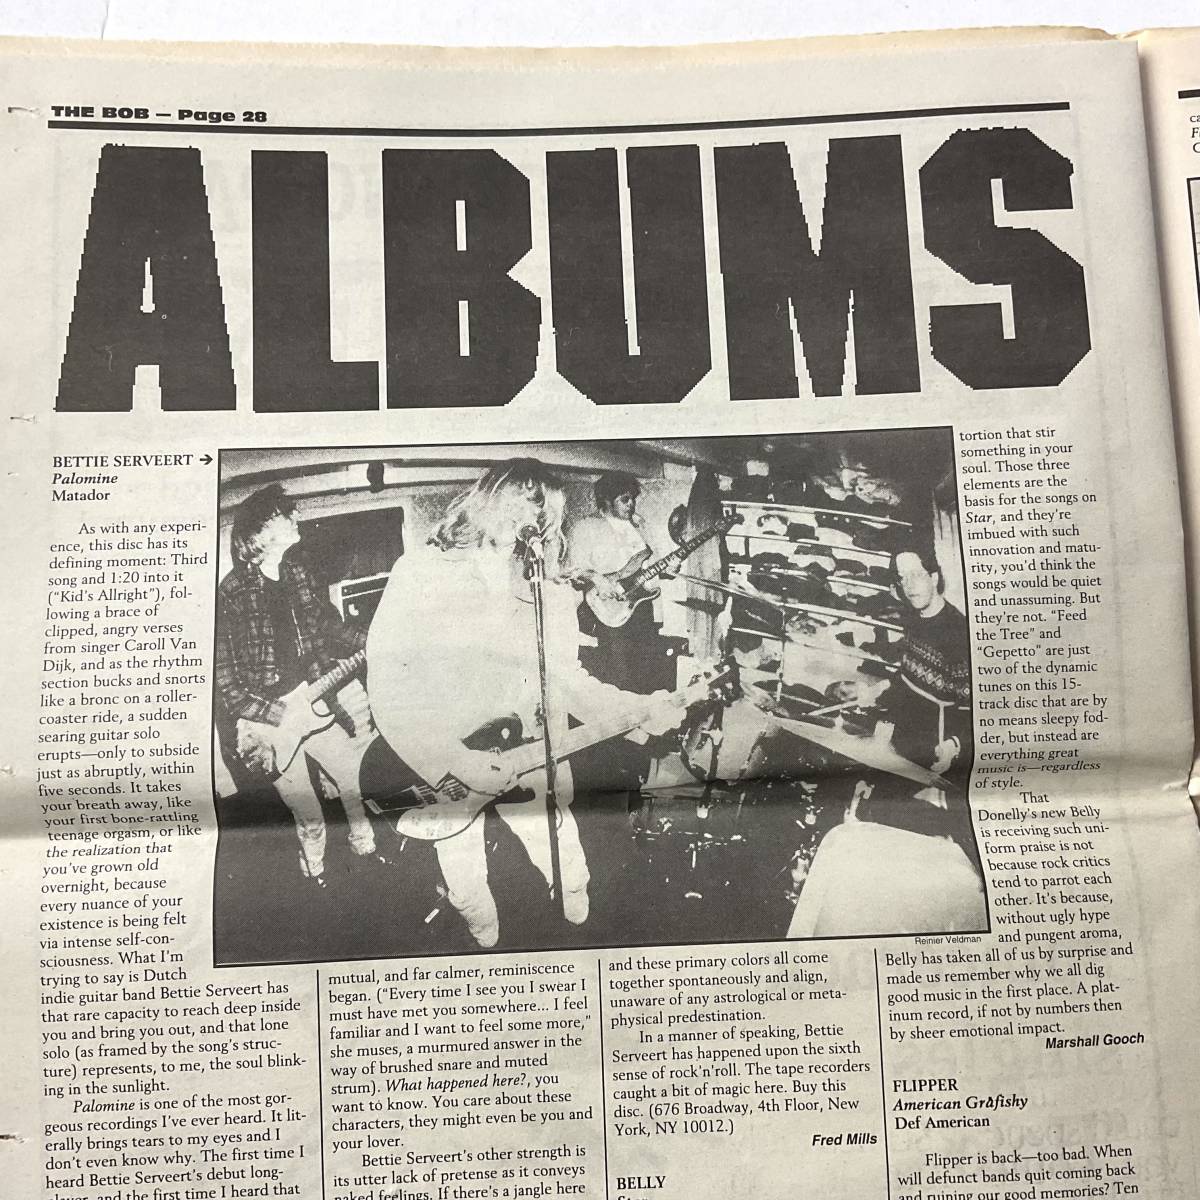 THE BOB — Page 28
ALBUMS
BETTIE SERVEERT →
Palomine
Matador
As with any experi-
ence, this disc has its
defining moment: Third
song and 1:20 into it
("Kid's Allright"), fol-
lowing a brace of
clipped, angry verses
from singer Caroll Van
Dijk, and as the rhythm
section bucks and snorts
like a bronc on a roller-
coaster ride, a sudden
searing guitar solo
erupts—only to subside
just as abruptly, within
five seconds. It takes
your breath away, like
your first bone-rattling
teenage orgasm, or like
the realization that
you've grown old
overnight, because
every nuance of your
existence is being felt
via intense self-con-
sciousness. What I'm
trying to say is Dutch
indie guitar band Bettie Serveert has
that rare capacity to reach deep inside
you and bring you out, and that lone
solo (as framed by the song's struc-
ture) represents, to me, the soul blink-
ing in the sunlight.
Palomine is one of the most gor-
geous recordings I've ever heard. It lit-
erally brings tears to my eyes and I
don't even know why. The first time I
heard Bettie Serveert's debut long-
and the first time I heard that
mutual, and far calmer, reminiscence
began. ("Every time I see you I swear I
must have met you somewhere... I feel
familiar and I want to feel some more,"
she muses, a murmured answer in the
way of brushed snare and muted
strum). What happened here?, you
want to know. You care about these
characters, they might even be you and
your lover.
Bettie Serveert's other strength is
its utter lack of pretense as it conveys
naked feelings. If there's a jangle here
and these primary colors all come
together spontaneously and align,
unaware of any astrological or meta-
physical predestination.
In a manner of speaking, Bettie
Serveert has happened upon the sixth
sense of rock'n'roll. The tape recorders
caught a bit of magic here. Buy this
disc. (676 Broadway, 4th Floor, New
York, NY 10012.)
Fred Mills
BELLY
Star
Reinier Veldman
tortion that stir
something in your
soul. Those three
elements are the
basis for the songs on
Star, and they're
imbued with such
innovation and matu-
rity, you'd think the
songs would be quiet
and unassuming. But
they're not. "Feed
the Tree" and
"Gepetto" are just
two of the dynamic
tunes on this 15-
track disc that are by
no means sleepy fod-
der, but instead are
everything great
music is—regardless
of style.
That
Donelly's new Belly
is receiving such uni-
form praise is not
because rock critics
tend to parrot each
other. It's because,
without ugly hype
and pungent aroma,
Belly has taken all of us by surprise and
made us remember why we all dig
good music in the first place. A plat-
inum record, if not by numbers then
by sheer emotional impact.
Marshall Gooch
FLIPPER
American Gràfishy
Def American
Flipper is back—too bad. When
will defunct bands quit coming back
and ruining our good memories? Ten